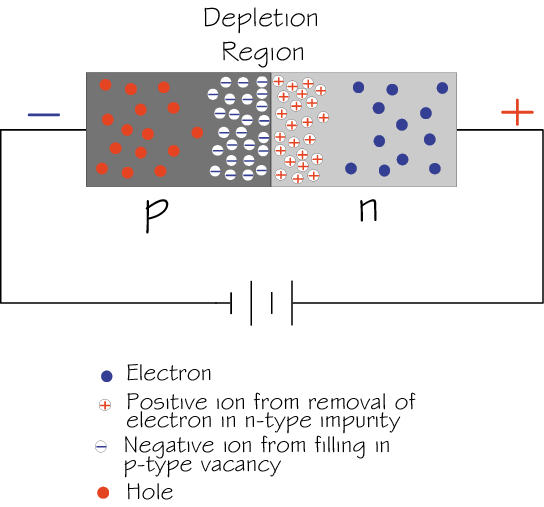 Depletion
Region
− +
p n
Electron
Positive ion from removal of
electron in n-type impurity
Negative ion from filling in
p-type vacancy
Hole